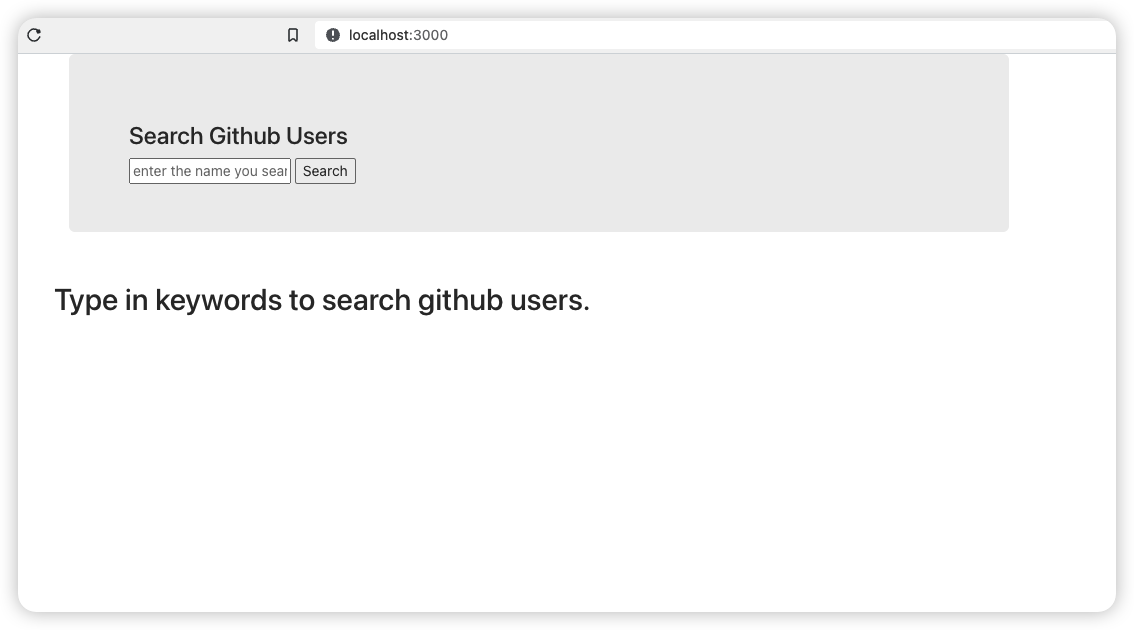 localhost:3000
Search Github Users
enter the name you sear
Search
Type in keywords to search github users.